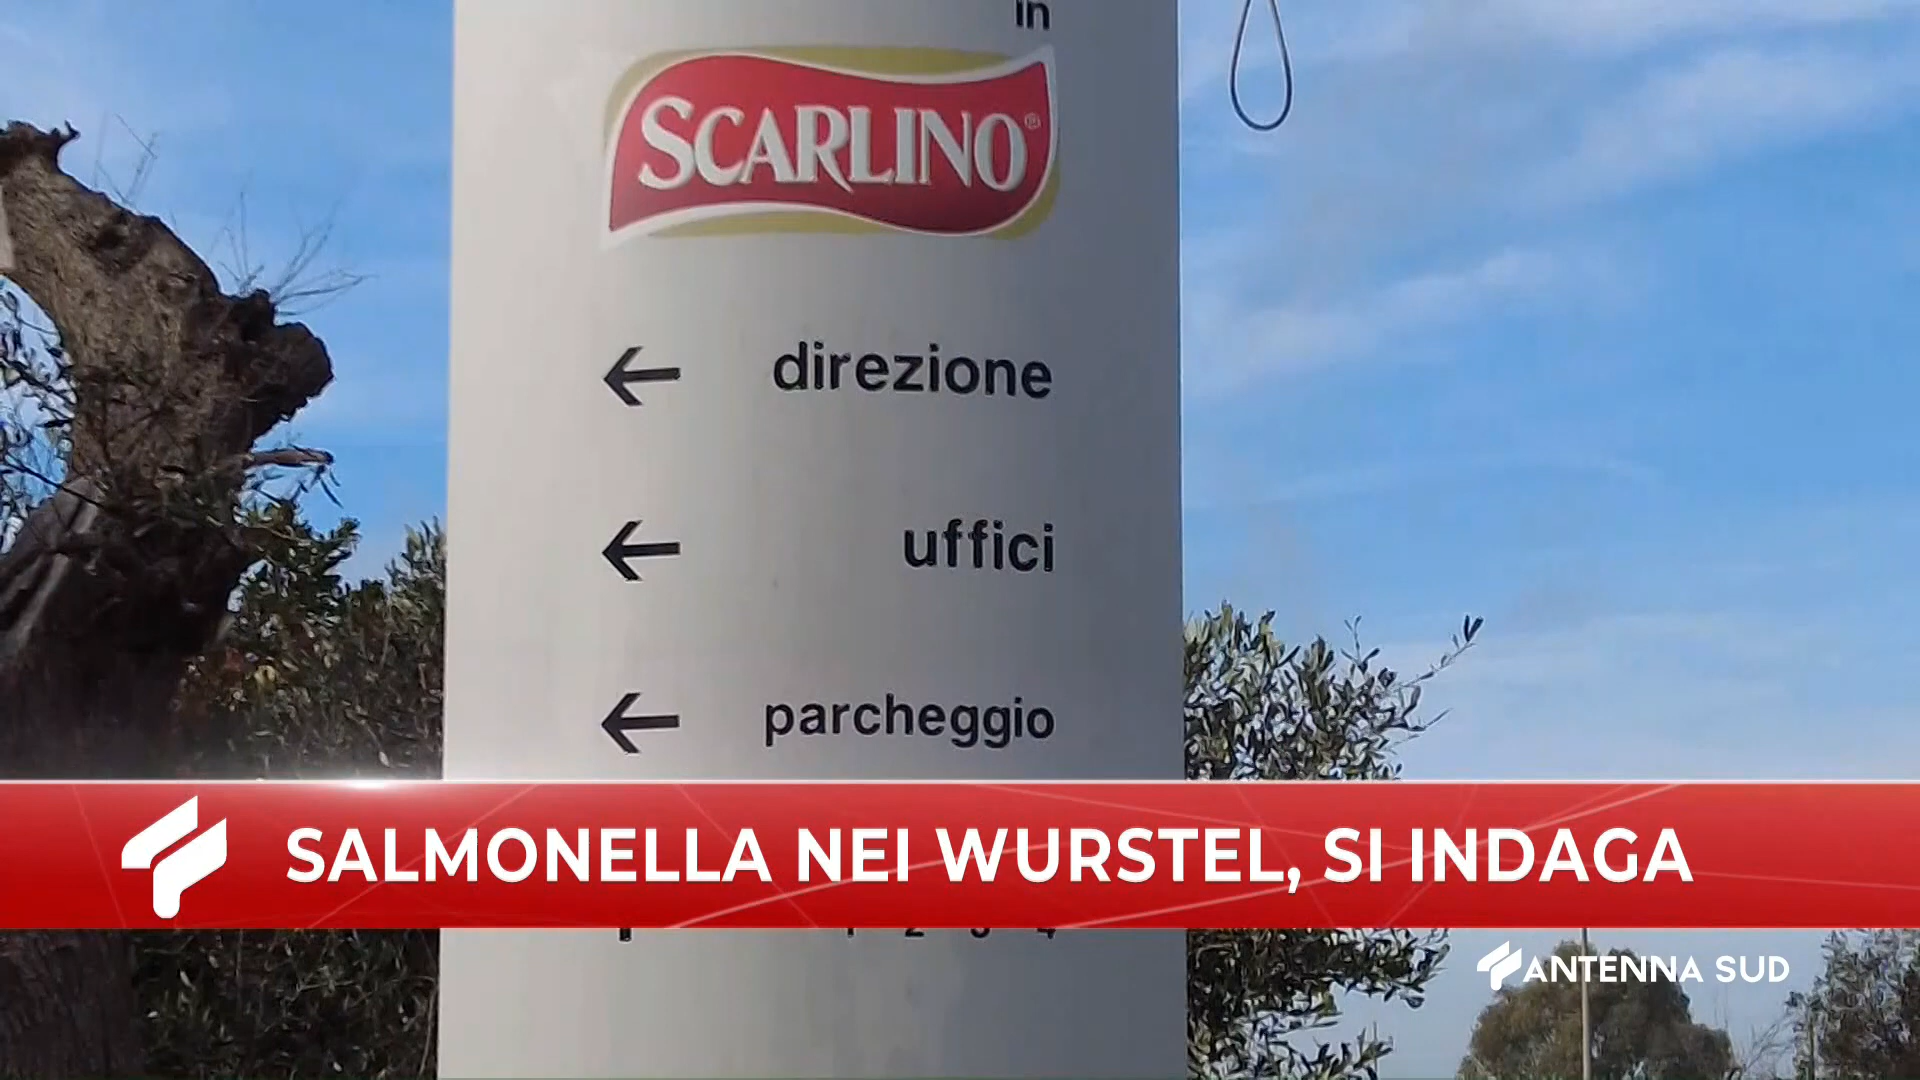 in
SCARLINO®
← direzione
← uffici
← parcheggio
SALMONELLA NEI WURSTEL, SI INDAGA
ANTENNA SUD